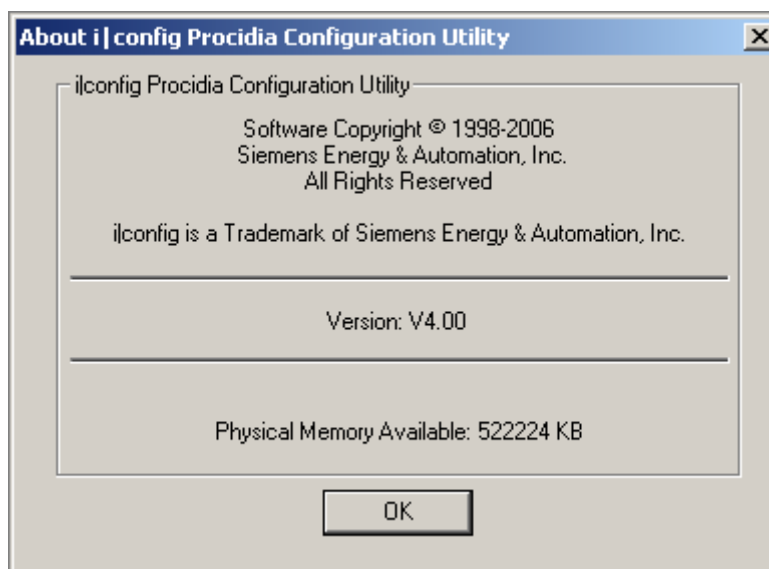 About i|config Procidia Configuration Utility
i|config Procidia Configuration Utility
Software Copyright © 1998-2006
Siemens Energy & Automation, Inc.
All Rights Reserved
i|config is a Trademark of Siemens Energy & Automation, Inc.
Version: V4.00
Physical Memory Available: 522224 KB
OK